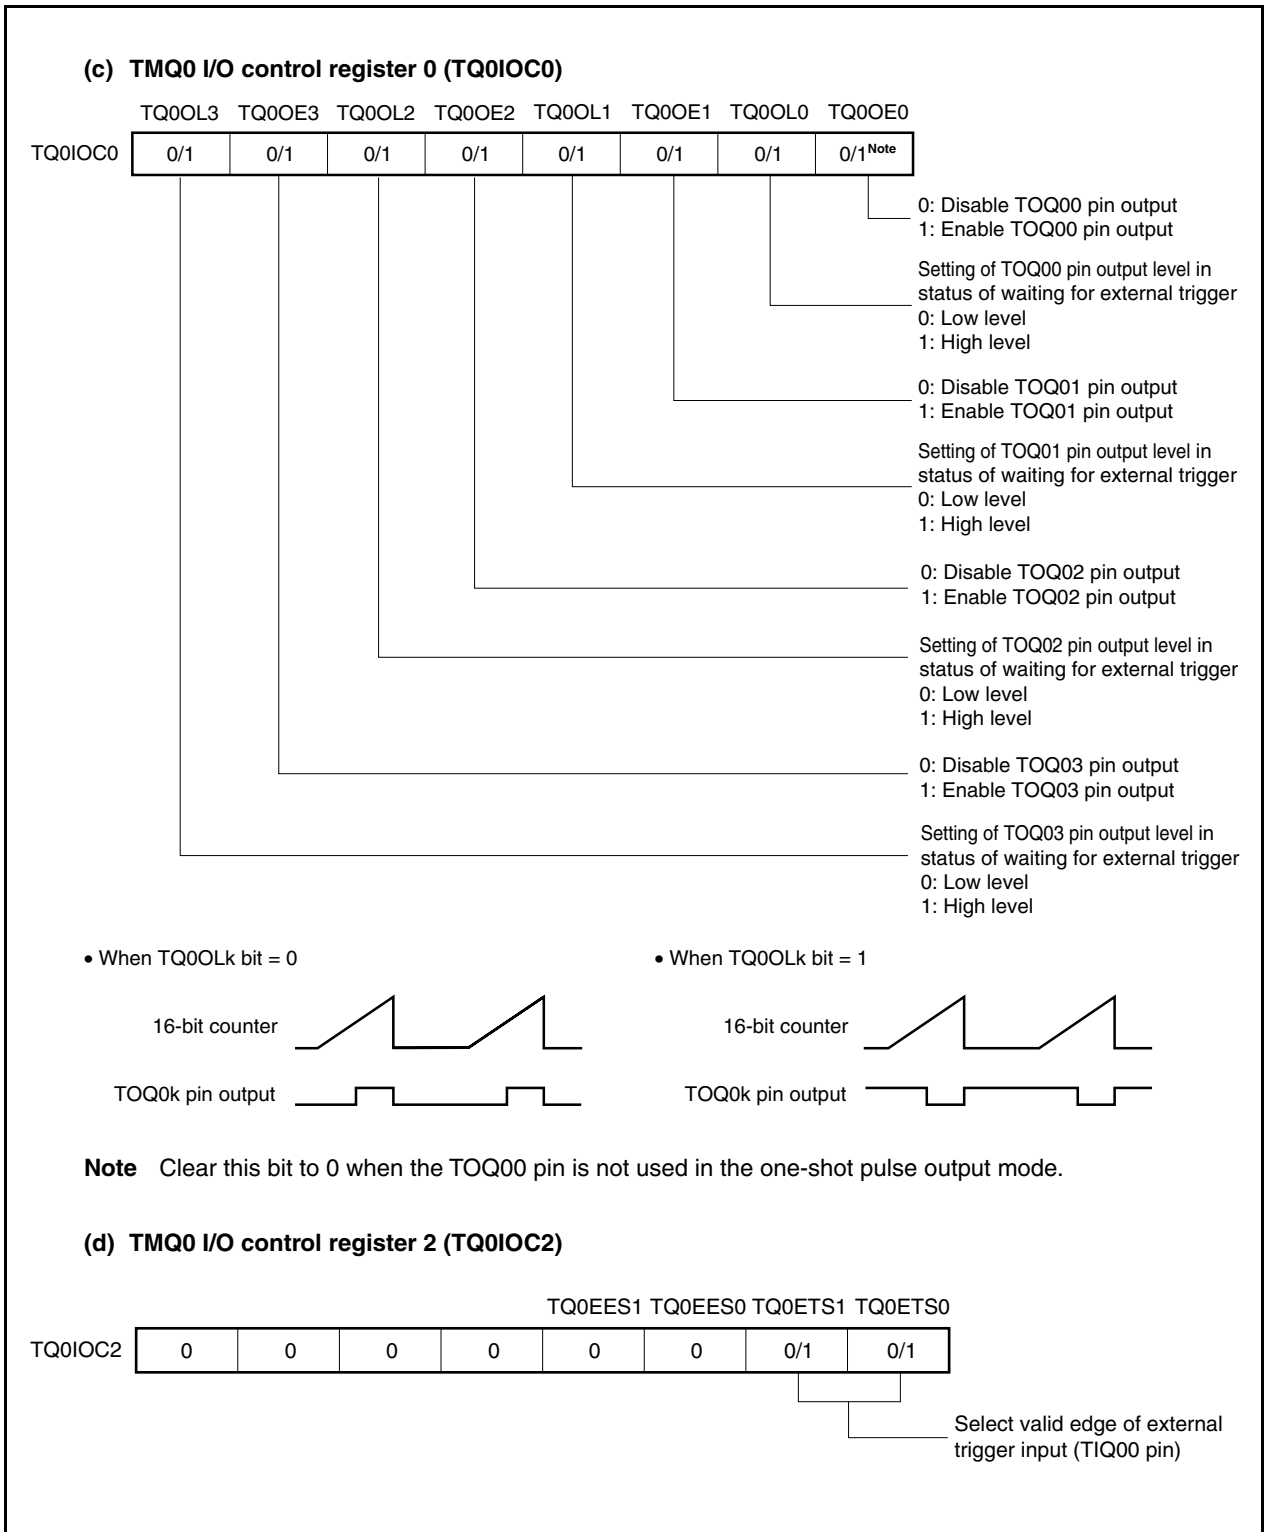 (c) TMQ0 I/O control register 0 (TQ0IOC0)
TQ0OL3 TQ0OE3 TQ0OL2 TQ0OE2 TQ0OL1 TQ0OE1 TQ0OL0 TQ0OE0
TQ0IOC0 0/1 0/1 0/1 0/1 0/1 0/1 0/1 0/1Note
0: Disable TOQ00 pin output
1: Enable TOQ00 pin output
Setting of TOQ00 pin output level in
status of waiting for external trigger
0: Low level
1: High level
0: Disable TOQ01 pin output
1: Enable TOQ01 pin output
Setting of TOQ01 pin output level in
status of waiting for external trigger
0: Low level
1: High level
0: Disable TOQ02 pin output
1: Enable TOQ02 pin output
Setting of TOQ02 pin output level in
status of waiting for external trigger
0: Low level
1: High level
0: Disable TOQ03 pin output
1: Enable TOQ03 pin output
Setting of TOQ03 pin output level in
status of waiting for external trigger
0: Low level
1: High level
• When TQ0OLk bit = 0
16-bit counter
TOQ0k pin output
• When TQ0OLk bit = 1
16-bit counter
TOQ0k pin output
Note Clear this bit to 0 when the TOQ00 pin is not used in the one-shot pulse output mode.
(d) TMQ0 I/O control register 2 (TQ0IOC2)
TQ0EES1 TQ0EES0 TQ0ETS1 TQ0ETS0
TQ0IOC2 0 0 0 0 0 0 0/1 0/1
Select valid edge of external
trigger input (TIQ00 pin)